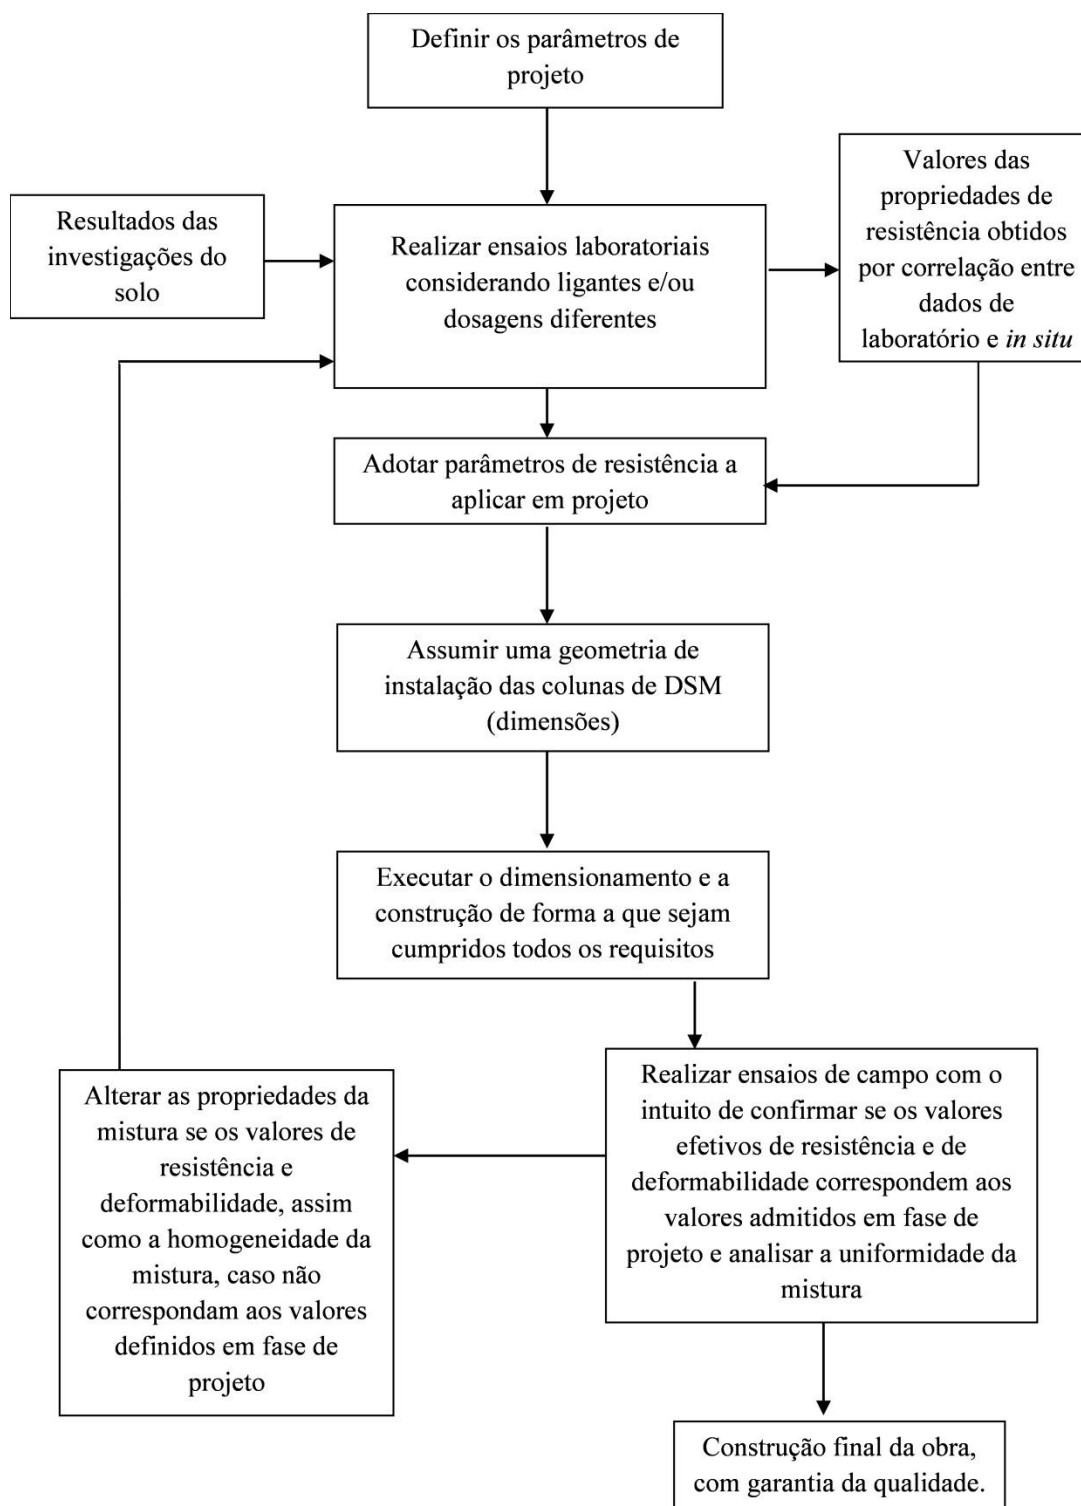 Definir os parâmetros de
projeto
Valores das
propriedades de
resistência obtidos
por correlação entre
dados de
laboratório e in situ
Resultados das
investigações do
solo
Realizar ensaios laboratoriais
considerando ligantes e/ou
dosagens diferentes
Adotar parâmetros de resistência a
aplicar em projeto
Assumir uma geometria de
instalação das colunas de DSM
(dimensões)
Executar o dimensionamento e a
construção de forma a que sejam
cumpridos todos os requisitos
Realizar ensaios de campo com o
intuito de confirmar se os valores
efetivos de resistência e de
deformabilidade correspondem aos
valores admitidos em fase de
projeto e analisar a uniformidade da
mistura
Alterar as propriedades da
mistura se os valores de
resistência e
deformabilidade, assim
como a homogeneidade da
mistura, caso não
correspondam aos valores
definidos em fase de
projeto
Construção final da obra,
com garantia da qualidade.